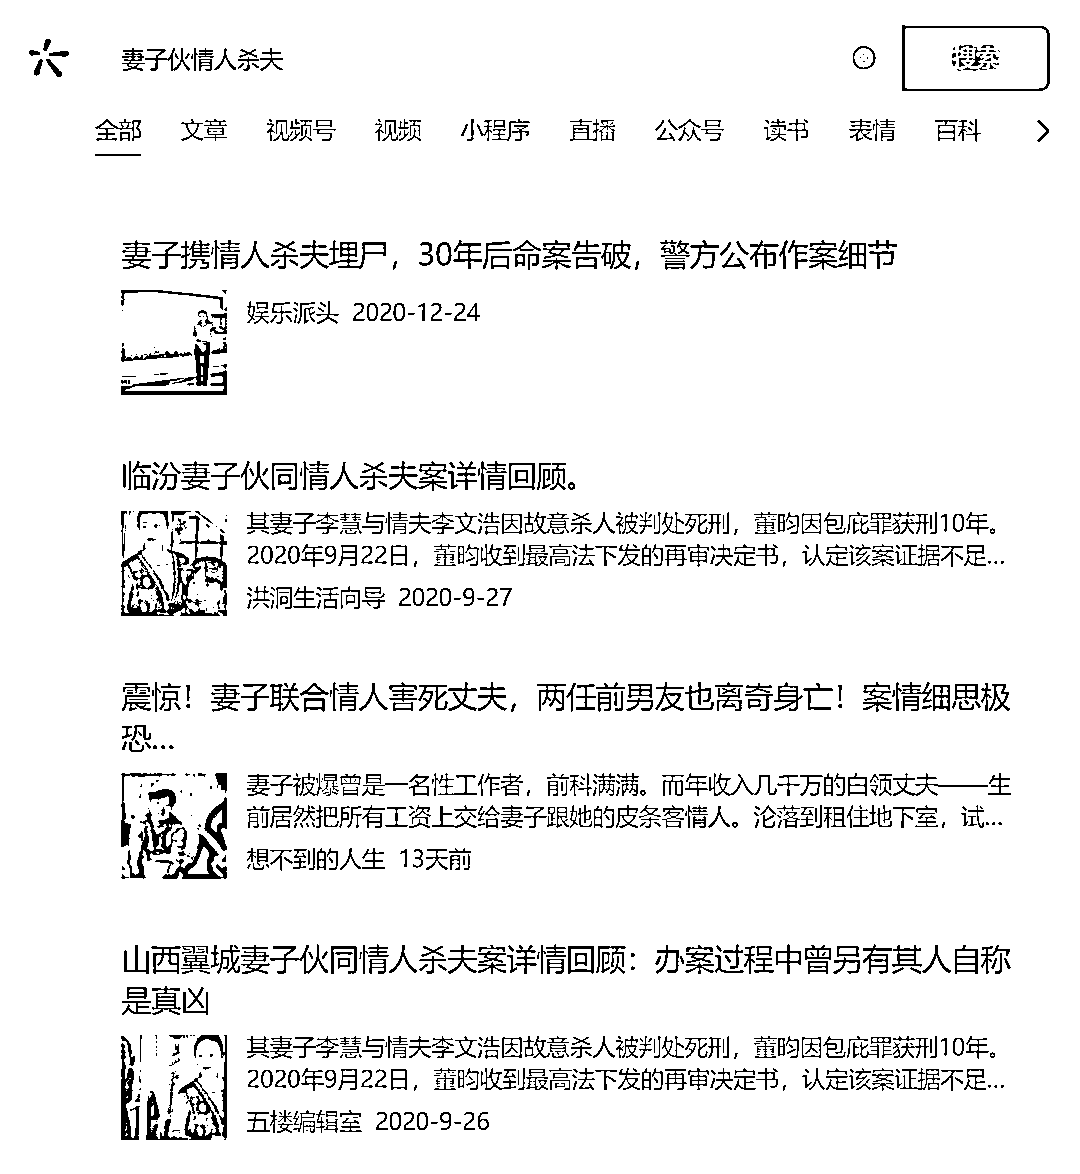 妻子伙情人杀夫
搜索
全部 文章 视频号 视频 小程序 直播 公众号 读书 表情 百科
妻子携情人杀夫埋尸，30年后命案告破，警方公布作案细节
娱乐派头 2020-12-24
临汾妻子伙同情人杀夫案详情回顾。
其妻子李慧与情夫李文浩因故意杀人被判处死刑，董昀因包庇罪获刑10年。
2020年9月22日，董昀收到最高法下发的再审决定书，认定该案证据不足...
洪洞生活向导 2020-9-27
震惊！妻子联合情人害死丈夫，两任前男友也离奇身亡！案情细思极
恐...
妻子被爆曾是一名性工作者，前科满满。而年收入几千万的白领丈夫——生
前居然把所有工资上交给妻子跟她的皮条客情人。沦落到租住地下室，试...
想不到的人生 13天前
山西翼城妻子伙同情人杀夫案详情回顾：办案过程中曾另有其人自称
是真凶
其妻子李慧与情夫李文浩因故意杀人被判处死刑，董昀因包庇罪获刑10年。
2020年9月22日，董昀收到最高法下发的再审决定书，认定该案证据不足...
五楼编辑室 2020-9-26